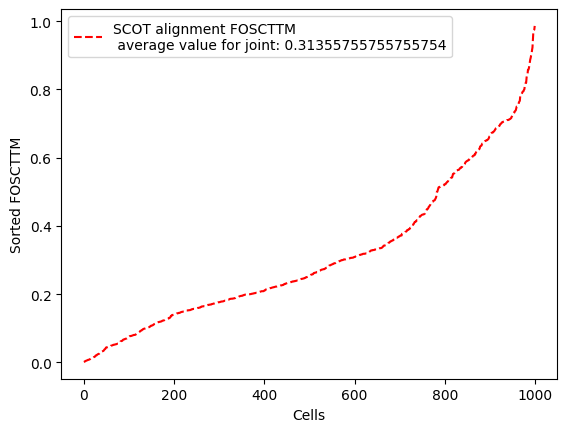 SCOT alignment FOSCTTM
average value for joint: 0.31355755755755754
1.0
0.8
0.6
0.4
0.2
0.0
Sorted FOSCTTM
0 200 400 600 800 1000
Cells